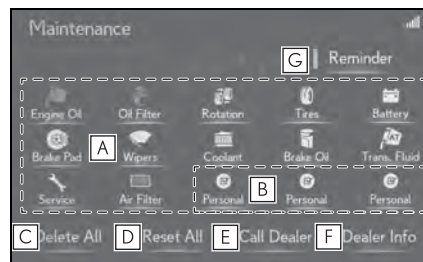 Maintenance
G Reminder
Engine Oil Oil Filter Rotation Tires Battery
Brake Pad A Wipers Coolant Brake Oil Trans. Fluid
AT
Service Air Filter Personal B Personal Personal
C Delete All D Reset All E Call Dealer F Dealer Info